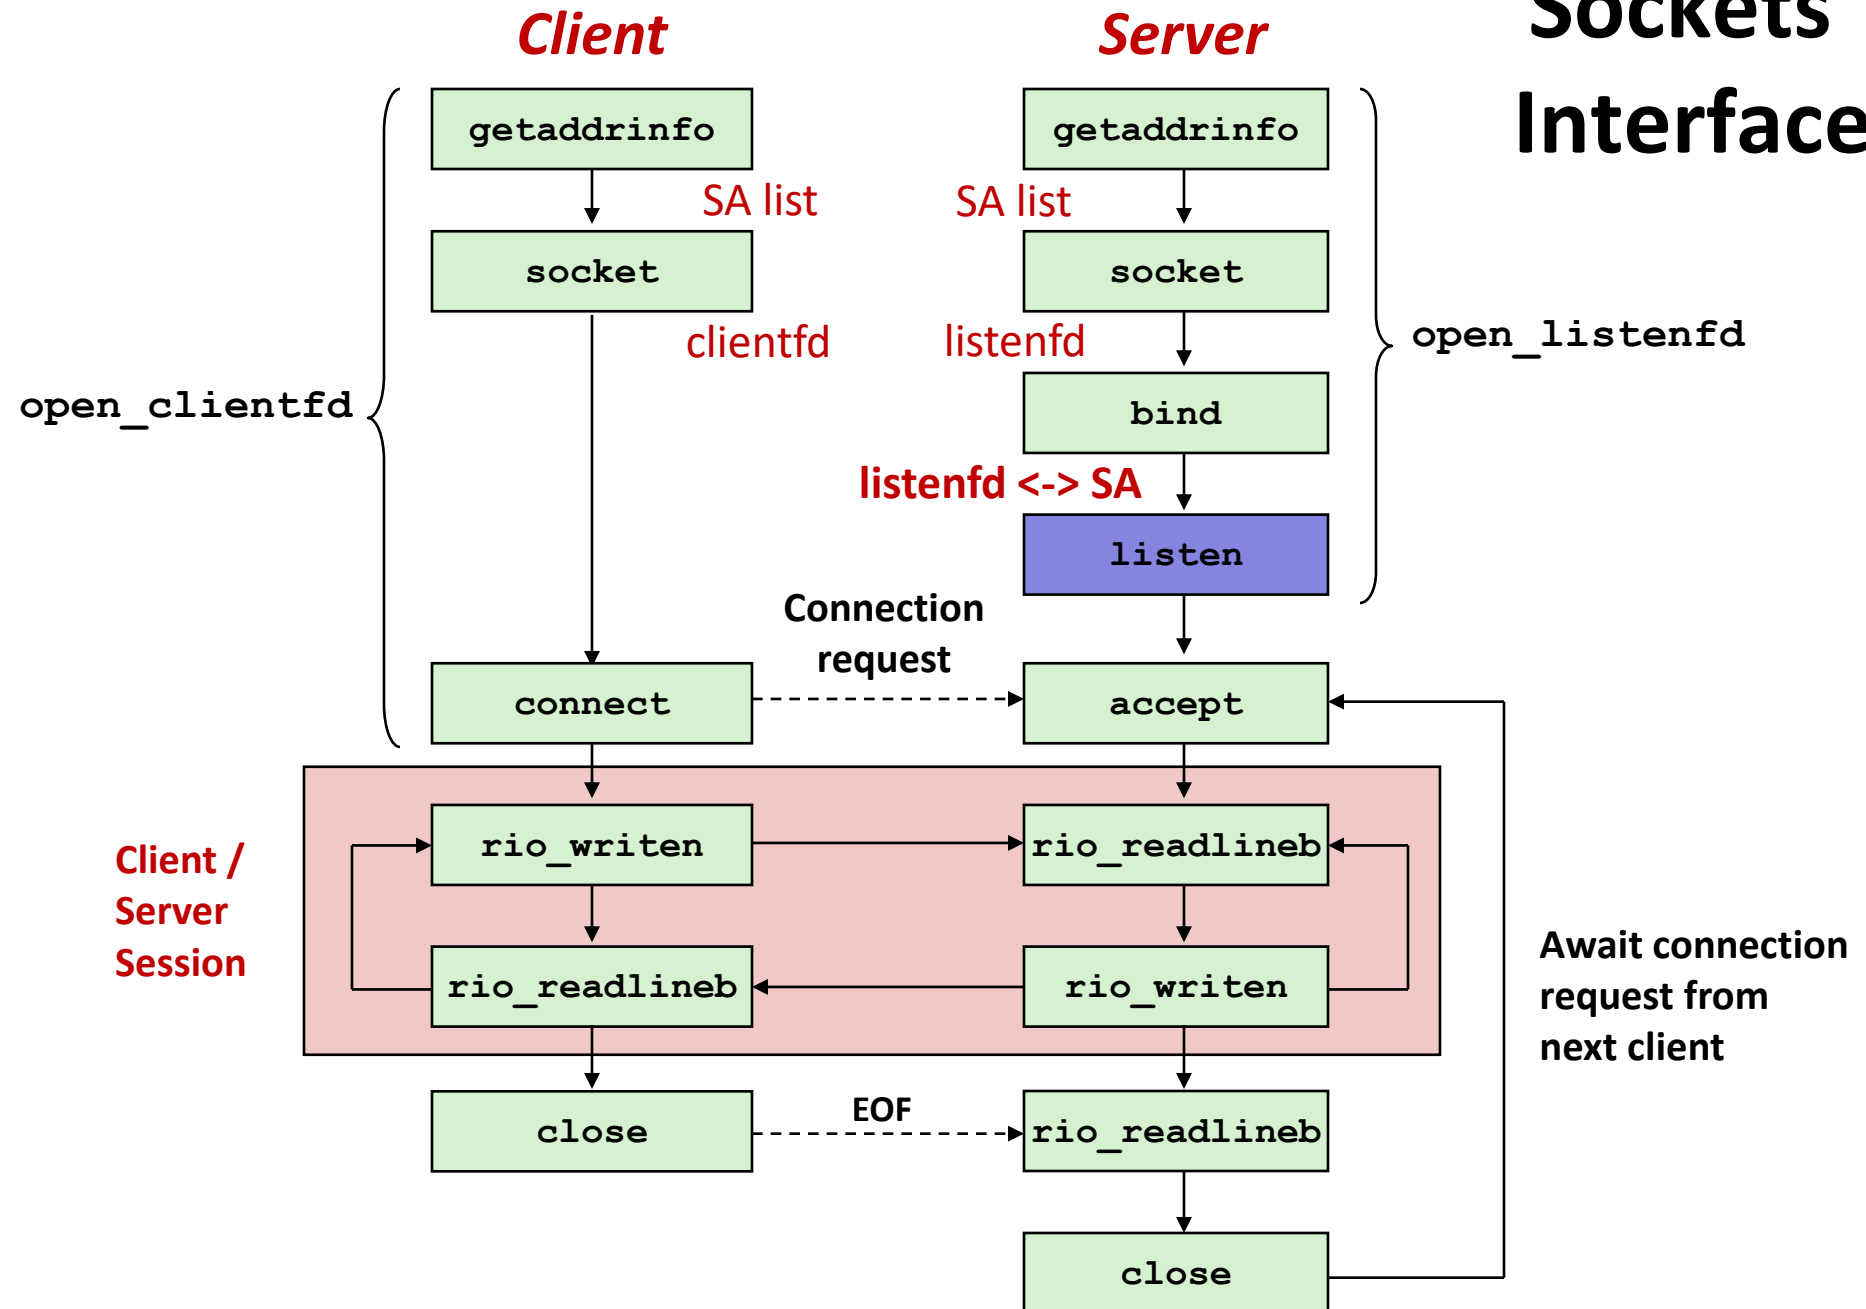 Sockets
Interface
Client
Server
getaddrinfo
getaddrinfo
SA list
SA list
socket
socket
clientfd
listenfd
open_listenfd
open_clientfd
bind
listenfd <-> SA
listen
Connection
request
connect
accept
rio_writen
rio_readlineb
Client /
Server
Session
rio_readlineb
rio_writen
Await connection
request from
next client
close
EOF
rio_readlineb
close